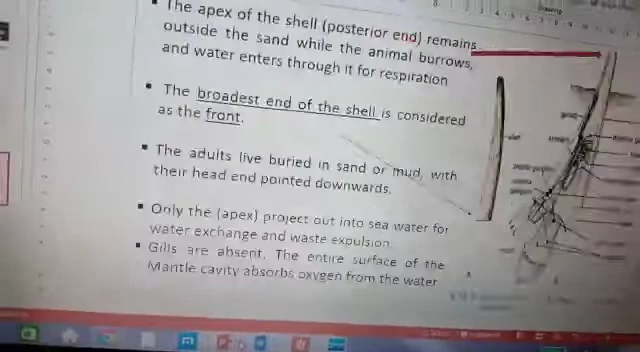 The apex of the shell (posterior end) remains
outside the sand while the animal burrows,
and water enters through it for respiration
The broadest end of the shell is considered
as the front.
The adults live buried in sand or mud, with
their head end pointed downwards.
Only the (apex) project out into sea water for
water exchange and waste expulsion.
Gills are absent. The entire surface of the
Mantle cavity absorbs oxygen from the water